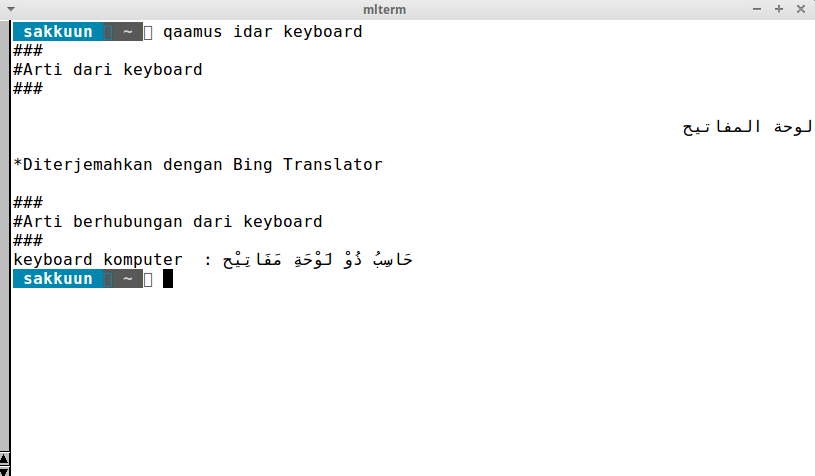 mlterm
sakkuun ~ qaamus idar keyboard
###
#Arti dari keyboard
###
لوحة المفاتيح
*Diterjemahkan dengan Bing Translator
###
#Arti berhubungan dari keyboard
###
keyboard komputer : حَاسِبُ ذُوْ لَوْحَةِ مَفَاتِيْح
sakkuun ~